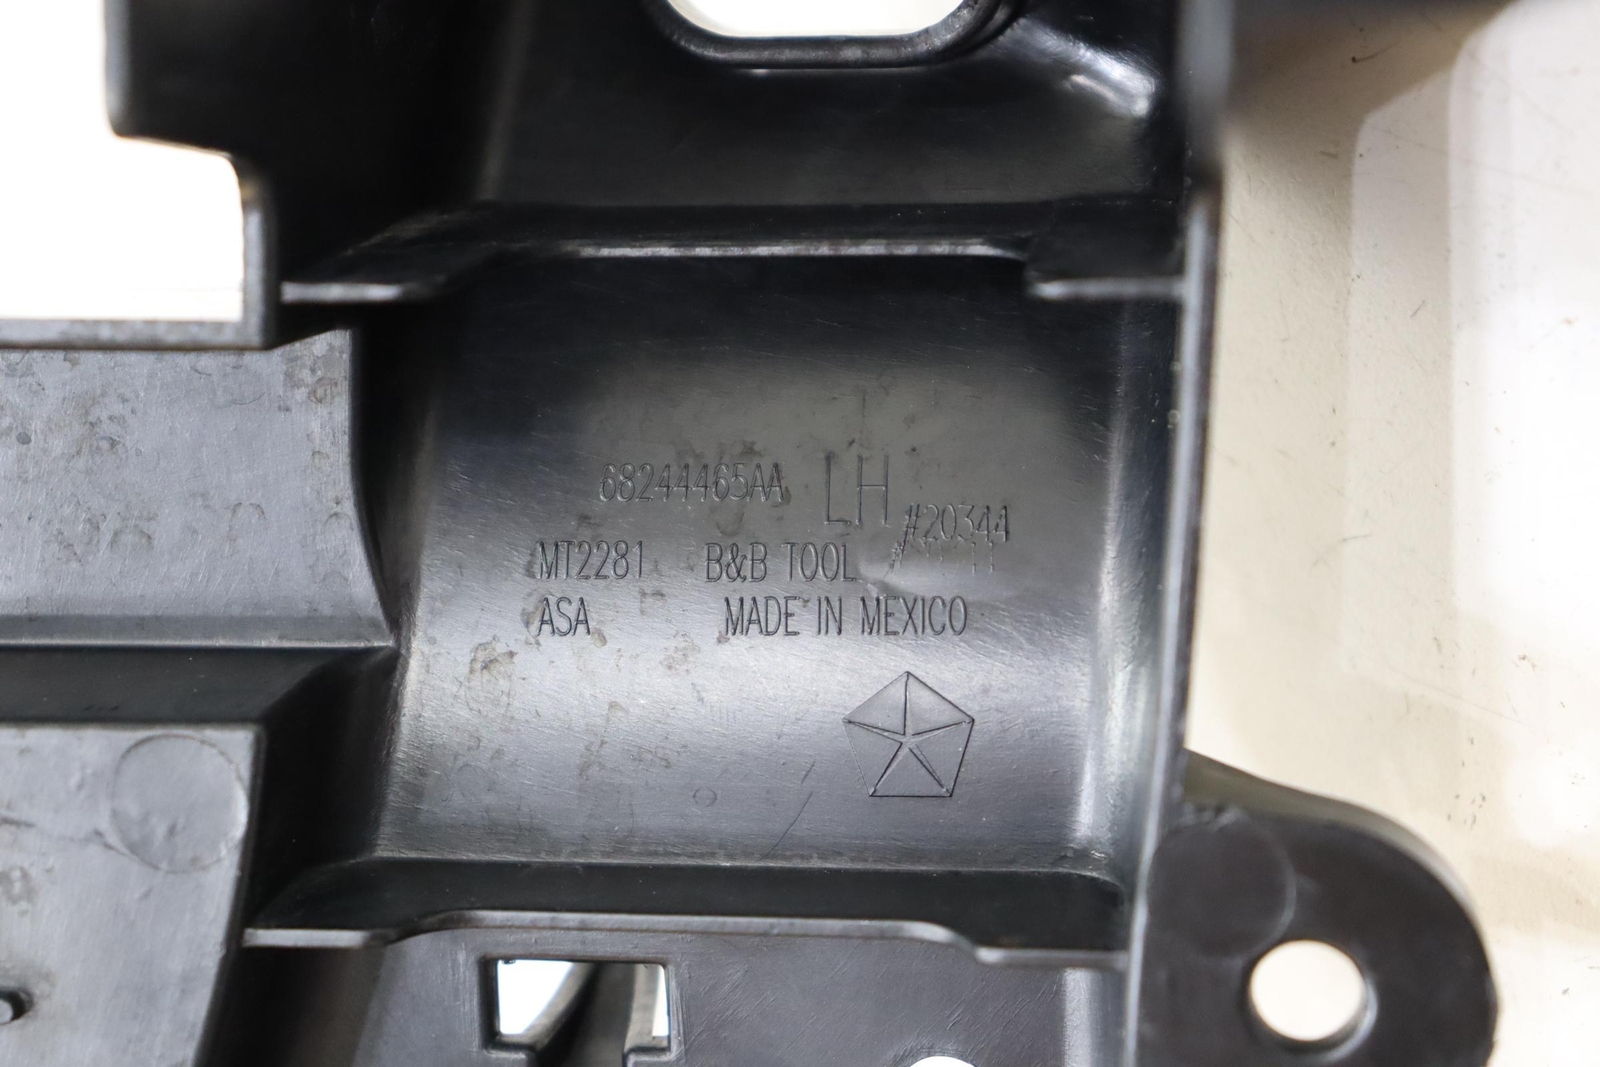 68244465AA LH
#20344
MT2281 B&B TOOL
ASA MADE IN MEXICO